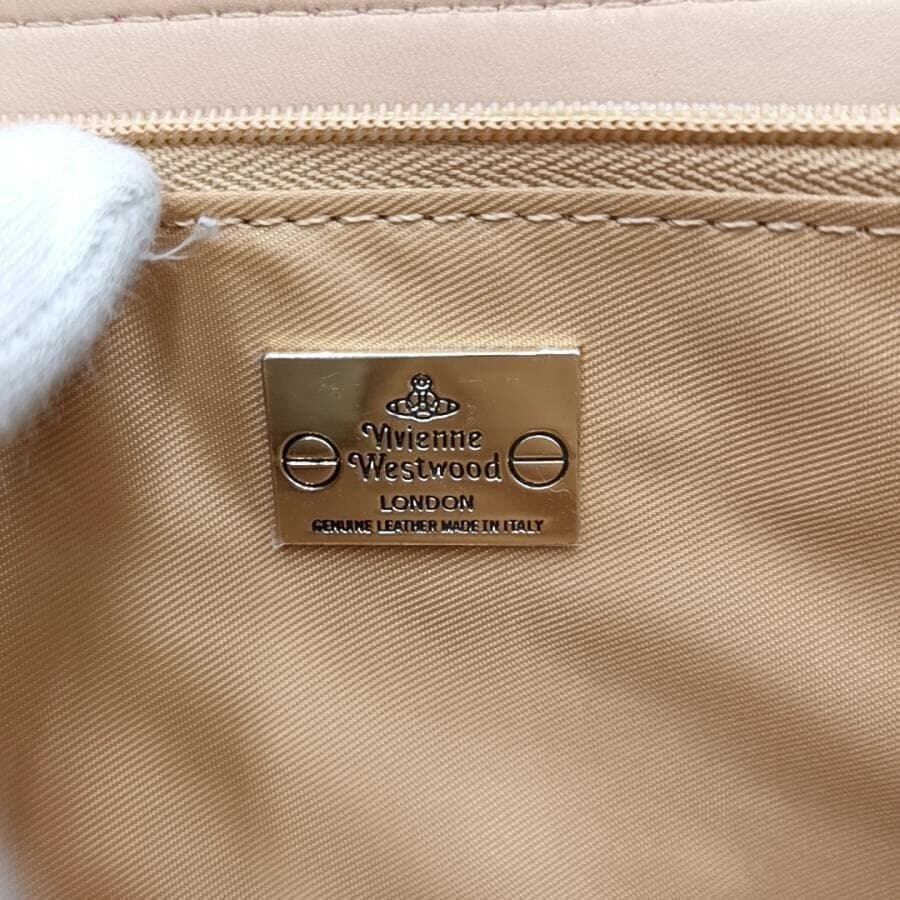 Vivienne
Westwood
LONDON
GENUINE LEATHER MADE IN ITALY